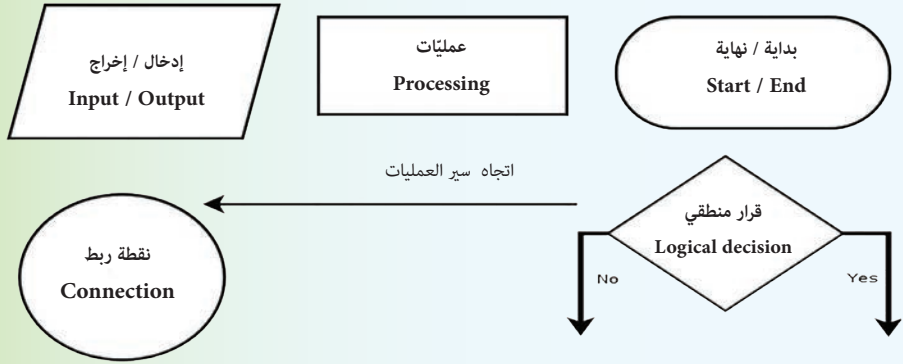 بداية / نهاية
Start / End
عمليّات
Processing
إدخال / إخراج
Input / Output
اتجاه سير العمليات
قرار منطقي
Logical decision
No
Yes
نقطة ربط
Connection